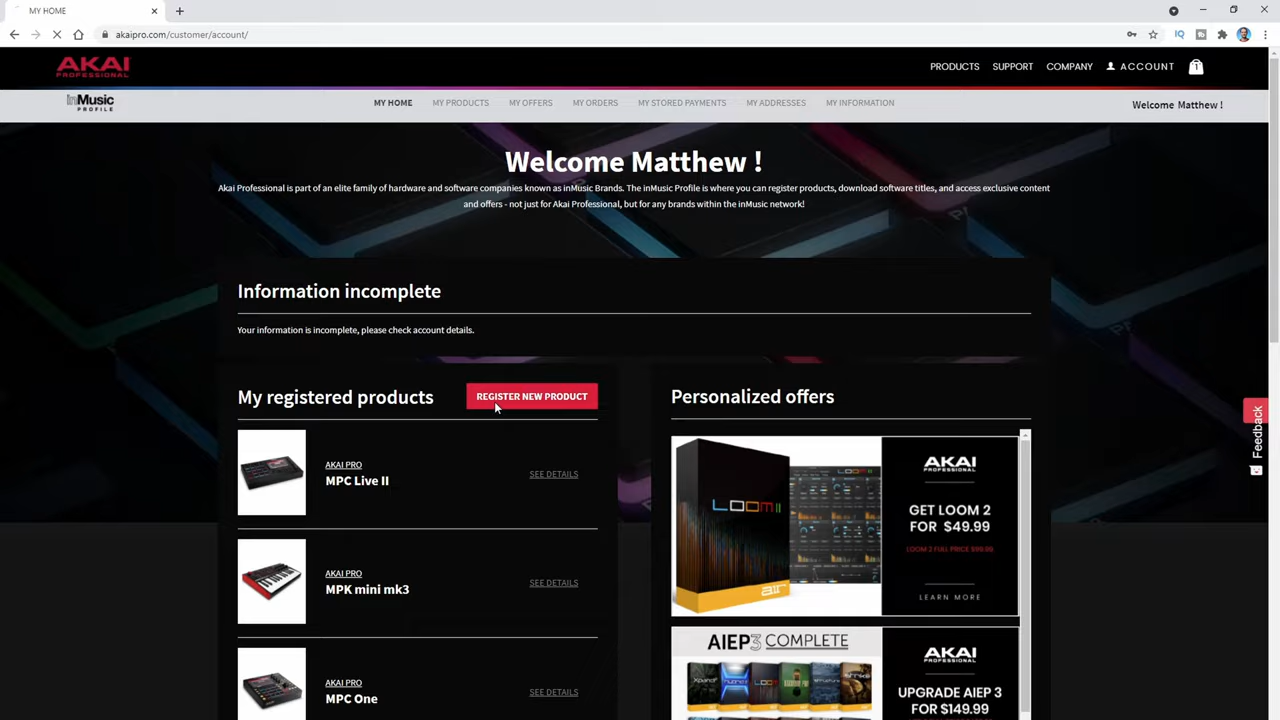 MY HOME
akaipro.com/customer/account/
IQ
AKAI
PROFESSIONAL
PRODUCTS
SUPPORT
COMPANY
ACCOUNT
1
inMusic
PROFILE
MY HOME
MY PRODUCTS
MY OFFERS
MY ORDERS
MY STORED PAYMENTS
MY ADDRESSES
MY INFORMATION
Welcome Matthew !
Welcome Matthew !
Akai Professional is part of an elite family of hardware and software companies known as inMusic Brands. The inMusic Profile is where you can register products, download software titles, and access exclusive content
and offers - not just for Akai Professional, but for any brands within the inMusic network!
Information incomplete
Your information is incomplete, please check account details.
My registered products
REGISTER NEW PRODUCT
AKAI PRO
MPC Live II
SEE DETAILS
AKAI PRO
MPK mini mk3
SEE DETAILS
AKAI PRO
MPC One
SEE DETAILS
Personalized offers
LOOM II
air
AKAI
PROFESSIONAL
GET LOOM 2
FOR $49.99
LOOM 2 FULL PRICE $99.99
LEARN MORE
AIEP3 COMPLETE
AKAI
PROFESSIONAL
UPGRADE AIEP 3
FOR $149.99
Feedback